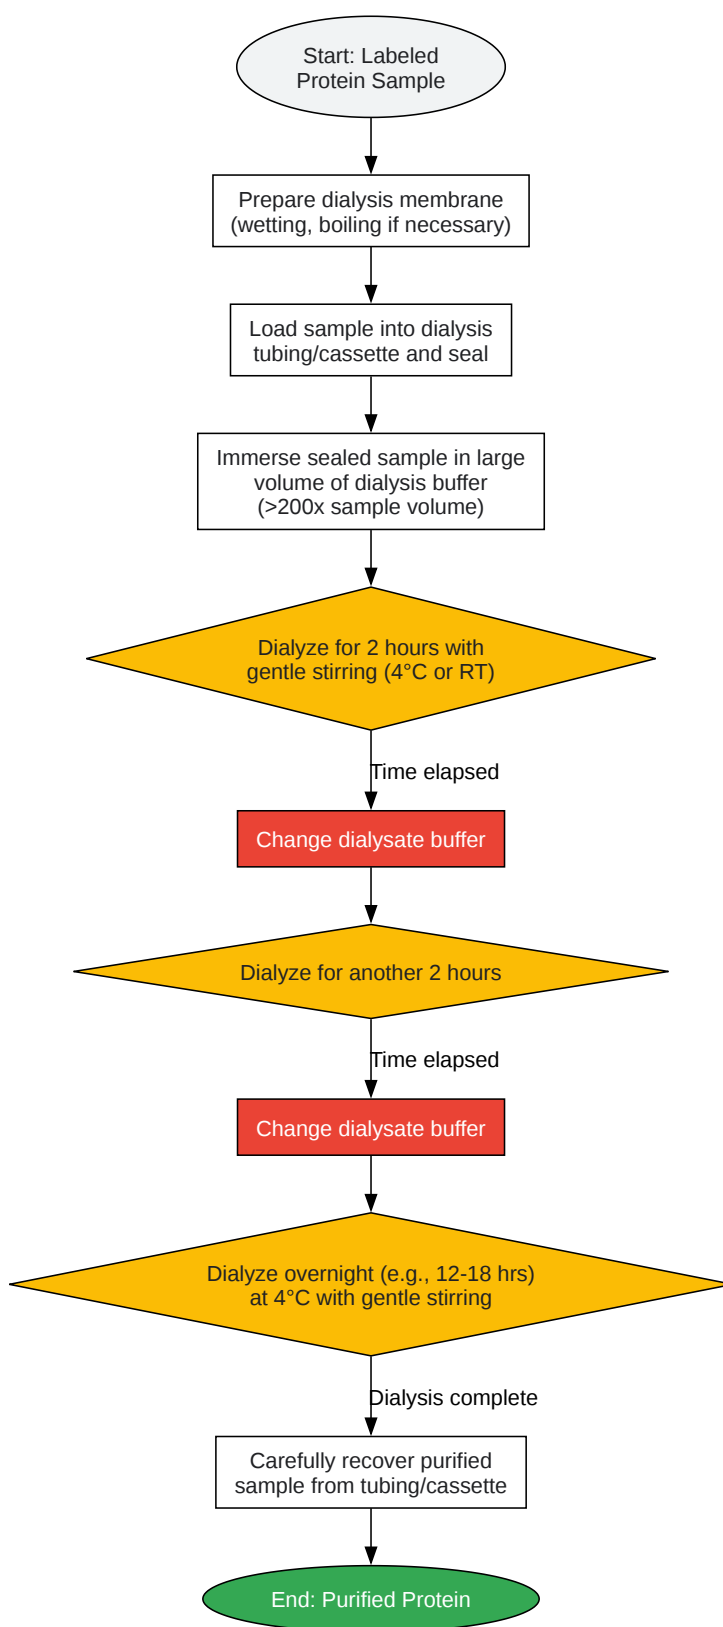 Start: Labeled
Protein Sample
Prepare dialysis membrane
(wetting, boiling if necessary)
Load sample into dialysis
tubing/cassette and seal
Immerse sealed sample in large
volume of dialysis buffer
(>200x sample volume)
Dialyze for 2 hours with
gentle stirring (4°C or RT)
Time elapsed
Change dialysate buffer
Dialyze for another 2 hours
Time elapsed
Change dialysate buffer
Dialyze overnight (e.g., 12-18 hrs)
at 4°C with gentle stirring
Dialysis complete
Carefully recover purified
sample from tubing/cassette
End: Purified Protein